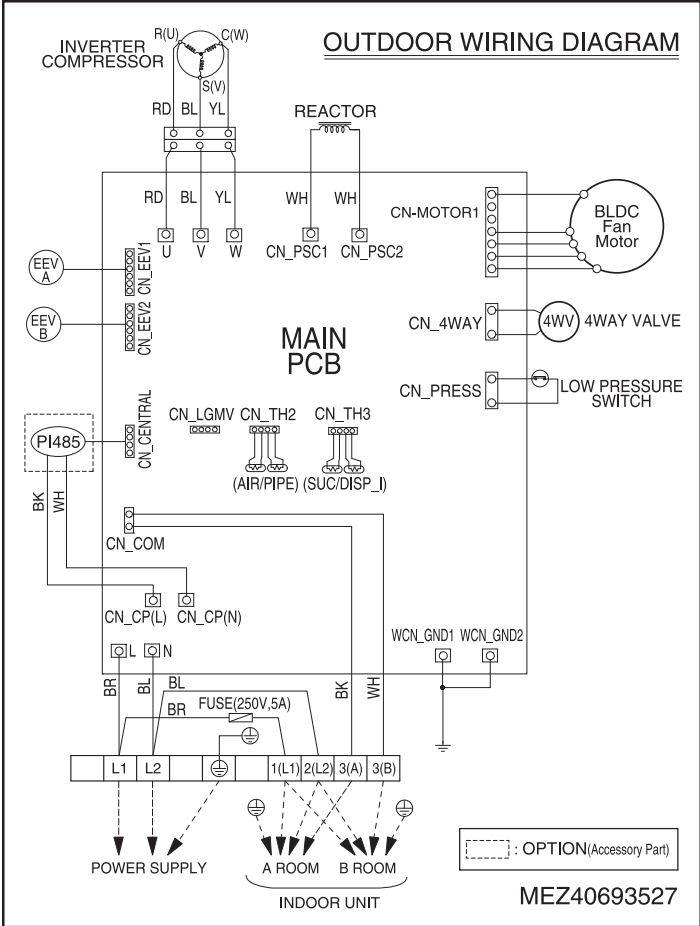 OUTDOOR WIRING DIAGRAM
INVERTER
COMPRESSOR
R(U)
C(W)
S(V)
RD BL YL
REACTOR
RD BL YL
WH WH
U V W
CN_PSC1 CN_PSC2
CN-MOTOR1
BLDC
Fan
Motor
EEV
A
CN_EEV1
EEV
B
CN_EEV2
MAIN
PCB
CN_4WAY
4WV
4WAY VALVE
CN_PRESS
LOW PRESSURE
SWITCH
PI485
CN_CENTRAL
CN_LGMV CN_TH2 CN_TH3
(AIR/PIPE) (SUC/DISP_I)
BK
WH
CN_COM
CN_CP(L) CN_CP(N)
L N
WCN_GND1 WCN_GND2
BR
BL
BL
BR
FUSE(250V,5A)
BK
WH
L1 L2 1(L1) 2(L2) 3(A) 3(B)
POWER SUPPLY
A ROOM B ROOM
INDOOR UNIT
: OPTION(Accessory Part)
MEZ40693527